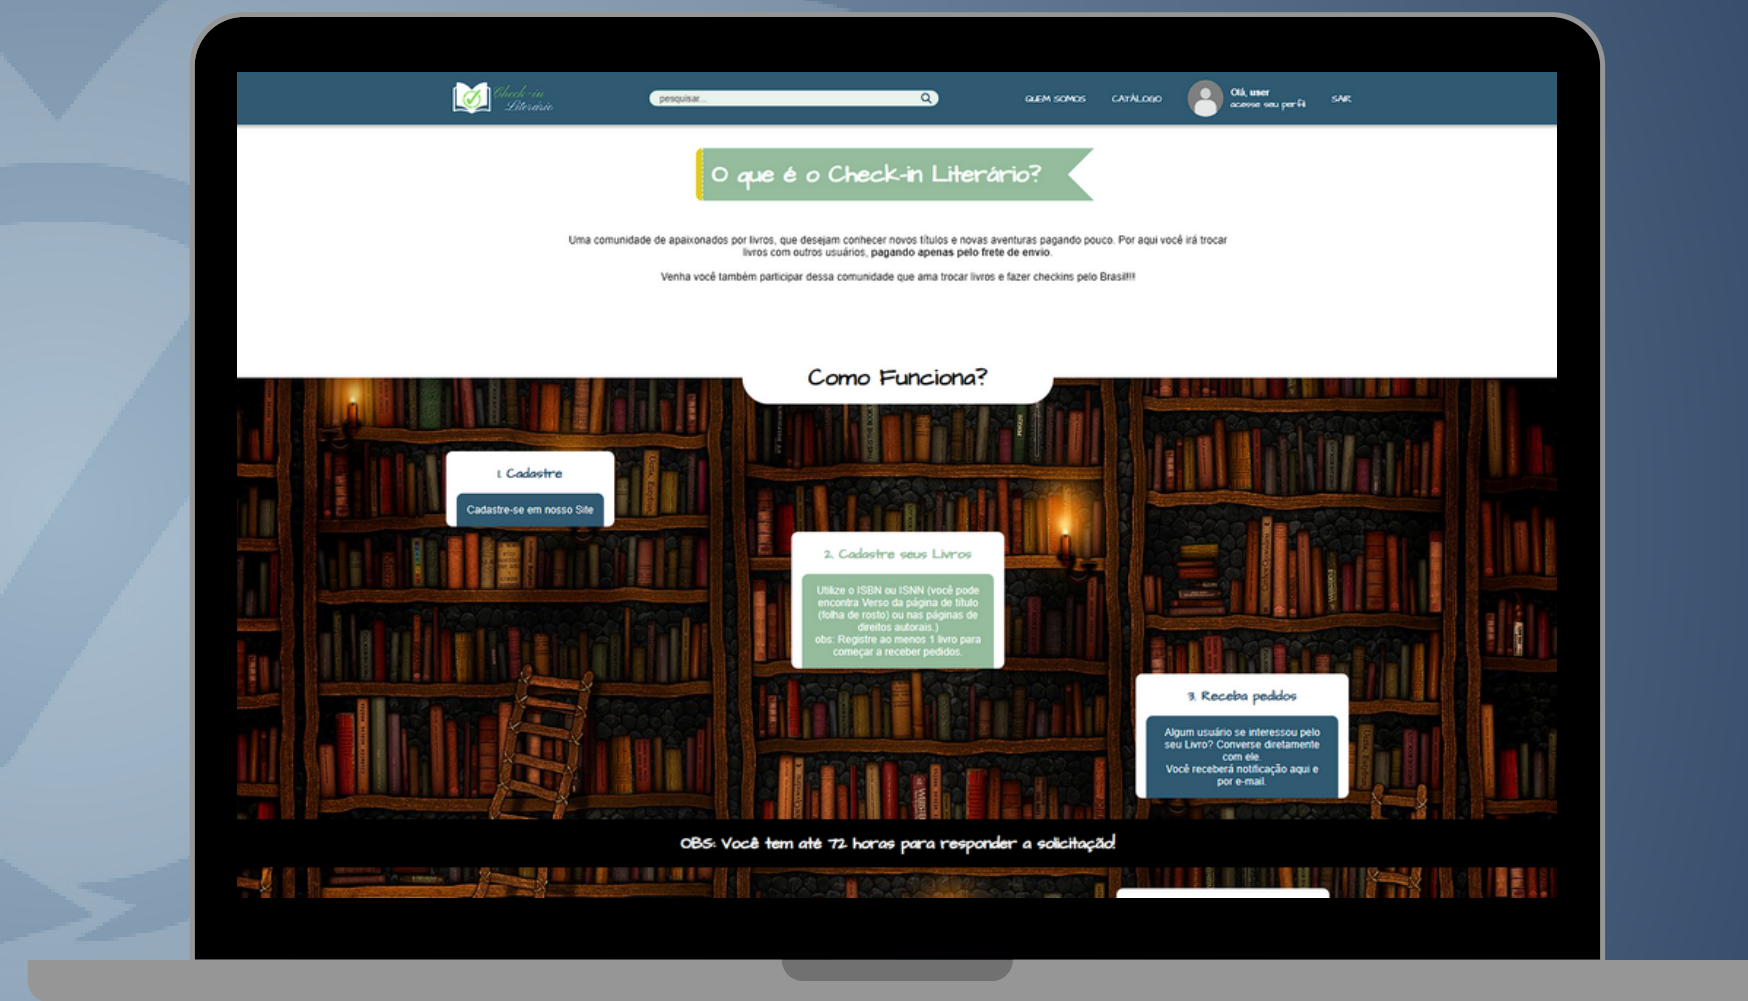 Check-in
Literário
pesquisar...
QUEM SOMOS
CATÁLOGO
Olá, user
acesse seu perfil
SAIR
O que é o Check-in Literário?
Uma comunidade de apaixonados por livros, que desejam conhecer novos títulos e novas aventuras pagando pouco. Por aqui você irá trocar
livros com outros usuários, pagando apenas pelo frete de envio.
Venha você também participar dessa comunidade que ama trocar livros e fazer checkins pelo Brasil!!!!
Como Funciona?
1. Cadastre
Cadastre-se em nosso Site
2. Cadastre seus Livros
Utilize o ISBN ou ISNN (você pode
encontra Verso da página de título
(folha de rosto) ou nas páginas de
direitos autorais.)
obs: Registre ao menos 1 livro para
começar a receber pedidos.
3. Receba pedidos
Algum usuário se interessou pelo
seu Livro? Converse diretamente
com ele.
Você receberá notificação aqui e
por e-mail.
OBS: Você tem até 72 horas para responder a solicitação!